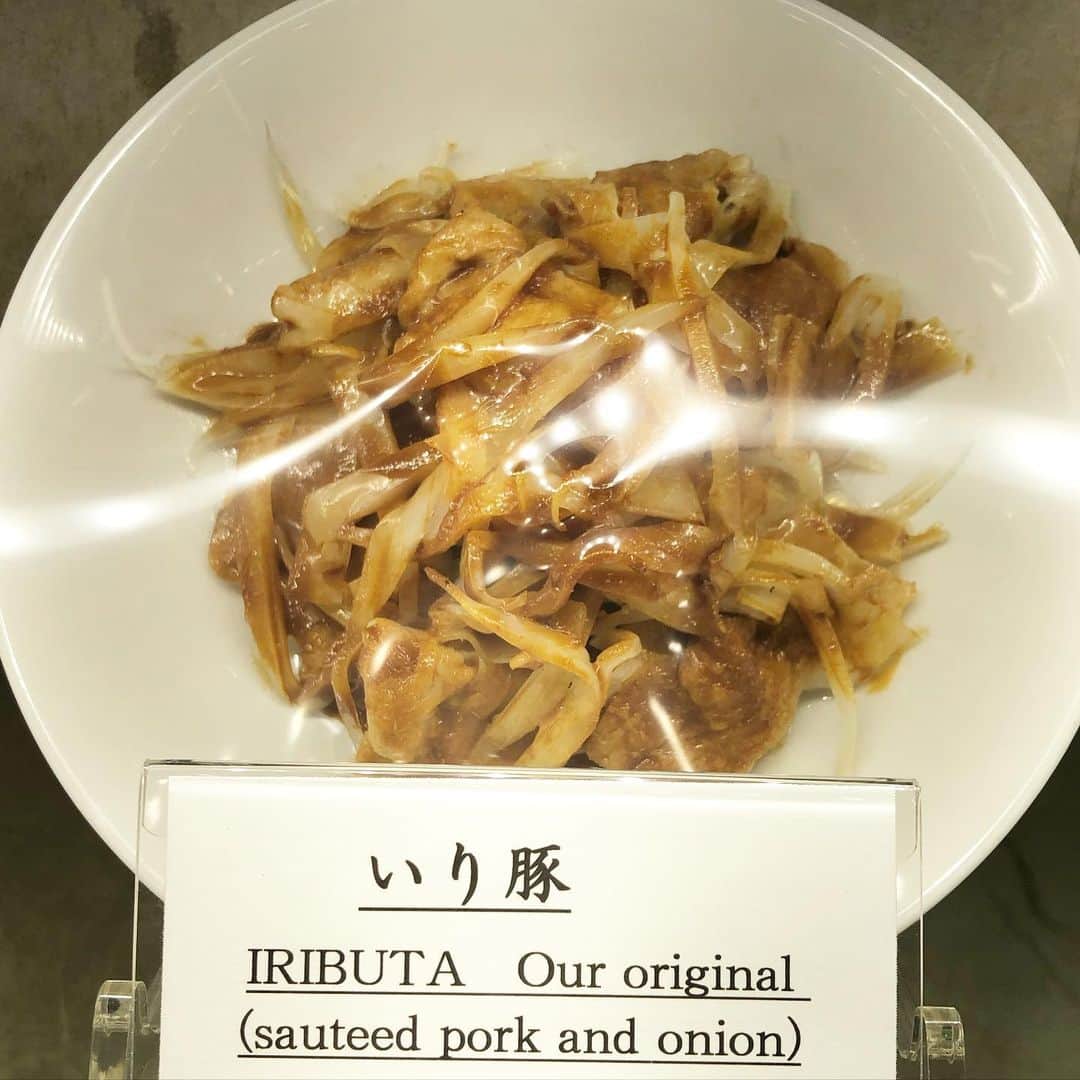 いり豚
IRIBUTA Our original
(sauteed pork and onion)